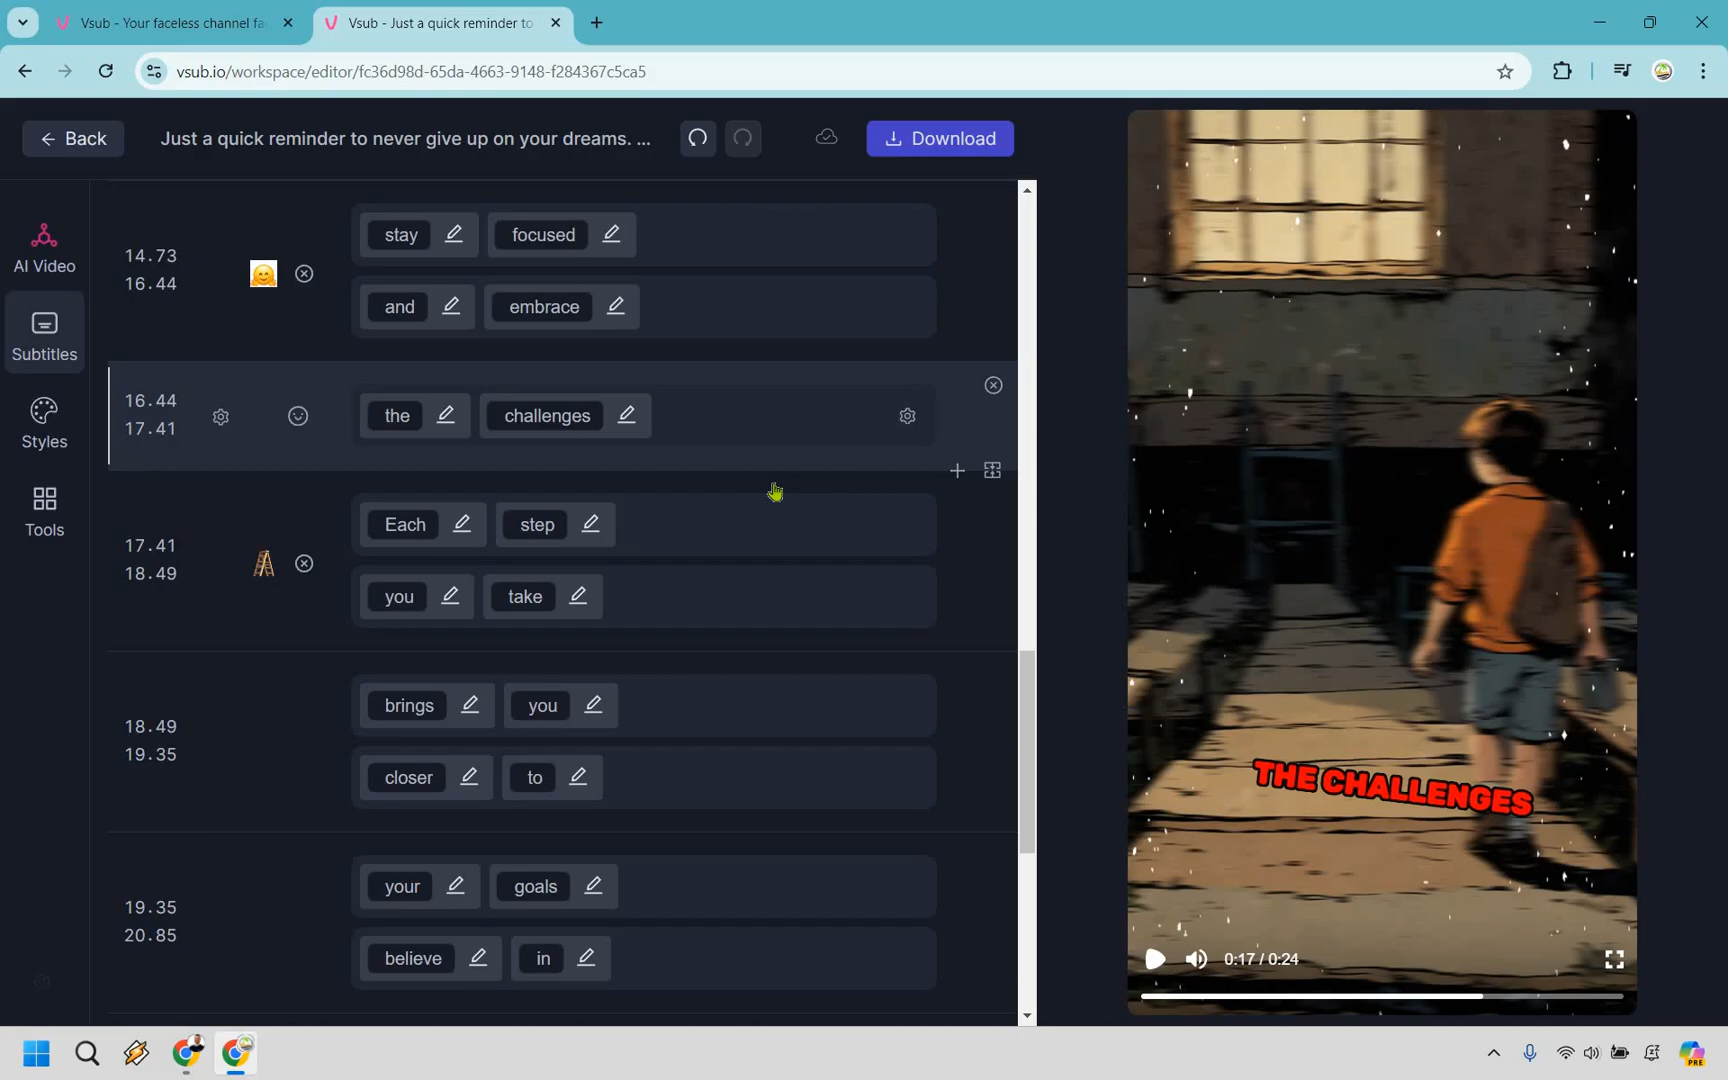 Vsub - Your faceless channel fa
Vsub - Just a quick reminder to
vsub.io/workspace/editor/fc36d98d-65da-4663-9148-f284367c5ca5
Back
Just a quick reminder to never give up on your dreams. ...
Download
AI Video
Subtitles
Styles
Tools
14.73
16.44
stay focused
and embrace
16.44
17.41
the challenges
17.41
18.49
Each step
you take
18.49
19.35
brings you
closer to
19.35
20.85
your goals
believe in
THE CHALLENGES
0:17 / 0:24
PRE